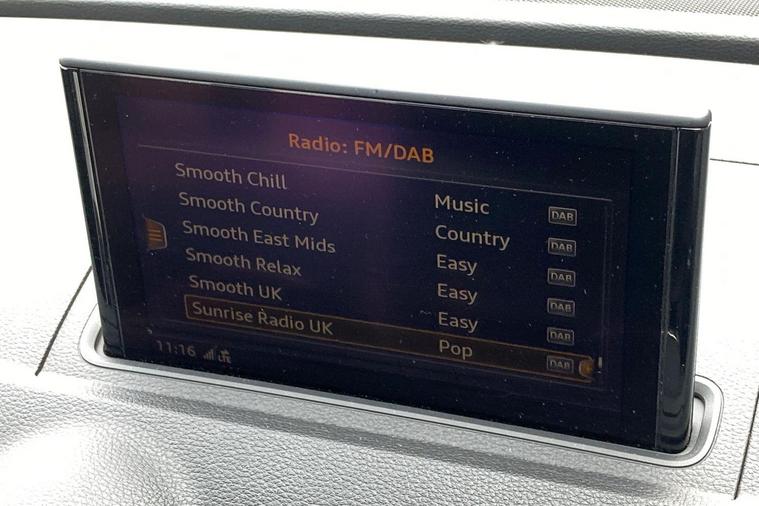 Radio: FM/DAB
Smooth Chill Music DAB
Smooth Country Country DAB
Smooth East Mids Easy DAB
Smooth Relax Easy DAB
Smooth UK Easy DAB
Sunrise Radio UK Pop DAB
11:16 LTE